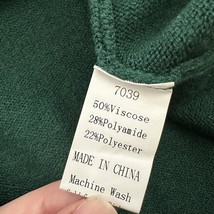 7039
50%Viscose
28%Polyamide
22%Polyester
MADE IN CHINA
Machine Wash